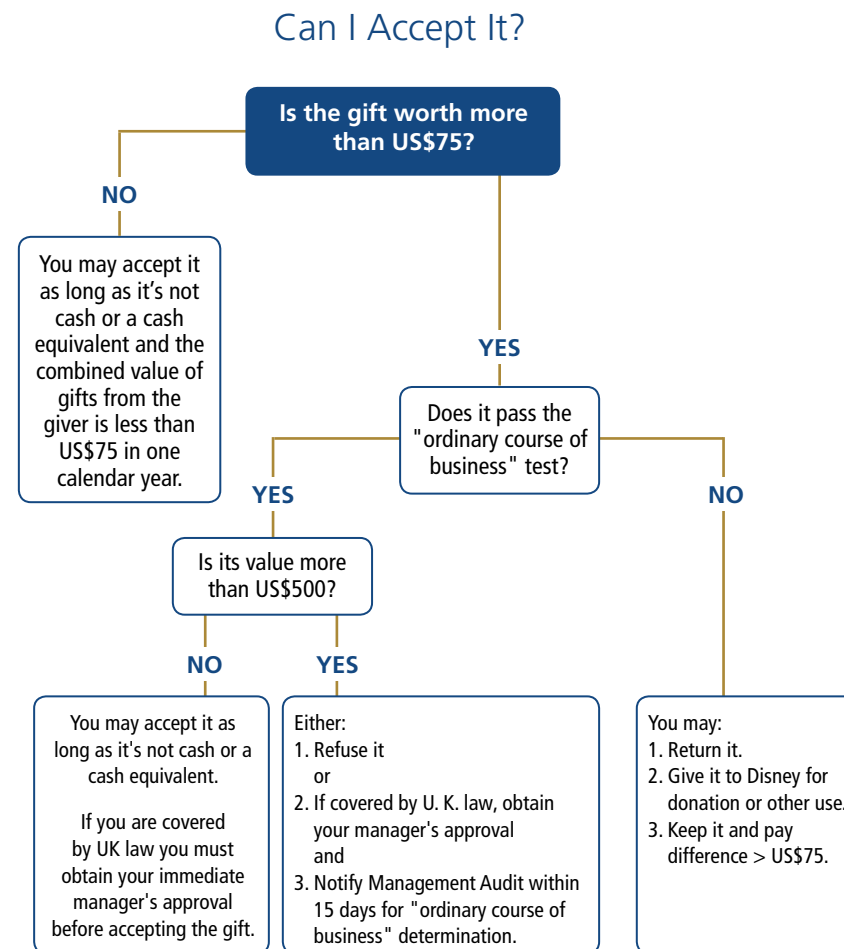 Can I Accept It?
Is the gift worth more
than US$75?
NO
You may accept it
as long as it’s not
cash or a cash
equivalent and the
combined value of
gifts from the
giver is less than
US$75 in one
calendar year.
YES
Does it pass the
"ordinary course of
business" test?
YES
NO
Is its value more
than US$500?
NO
YES
You may accept it as
long as it's not cash or a
cash equivalent.
If you are covered
by UK law you must
obtain your immediate
manager's approval
before accepting the gift.
Either:
1. Refuse it
or
2. If covered by U. K. law, obtain
your manager's approval
and
3. Notify Management Audit within
15 days for "ordinary course of
business" determination.
You may:
1. Return it.
2. Give it to Disney for
donation or other use.
3. Keep it and pay
difference > US$75.